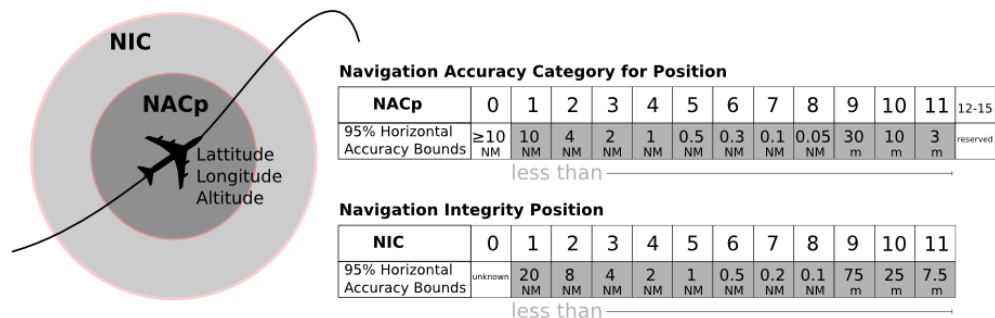 NIC
NACp
Lattitude
Longitude
Altitude
Navigation Accuracy Category for Position
NACp 0 1 2 3 4 5 6 7 8 9 10 11 12-15
95% Horizontal Accuracy Bounds ≥10 NM 10 NM 4 NM 2 NM 1 NM 0.5 NM 0.3 NM 0.1 NM 0.05 NM 30 m 10 m 3 m reserved
less than
Navigation Integrity Position
NIC 0 1 2 3 4 5 6 7 8 9 10 11
95% Horizontal Accuracy Bounds unknown 20 NM 8 NM 4 NM 2 NM 1 NM 0.5 NM 0.2 NM 0.1 NM 75 m 25 m 7.5 m
less than